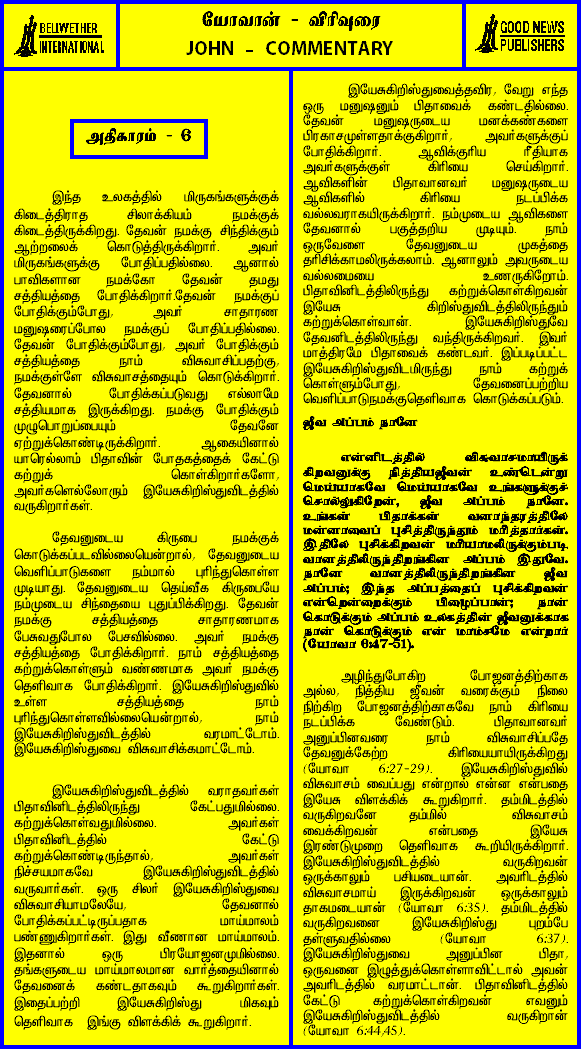 BELWETHER
INTERNATIONAL
யோவான் - விரிவுரை
JOHN - COMMENTARY
GOOD NEWS
PUBLISHERS
அதிகாரம் - 6
இந்த உலகத்தில் மிருகங்களுக்குக்
கிடைத்திராத சிலாக்கியம் நமக்குக்
கிடைத்திருக்கிறது. தேவன் நமக்கு சிந்திக்கும்
ஆற்றலைக் கொடுத்திருக்கிறார். அவர்
மிருகங்களுக்கு போதிப்பதில்லை. ஆனால்
பாவிகளான நமக்கோ தேவன் தமது
சத்தியத்தை போதிக்கிறார்.தேவன் நமக்குப்
போதிக்கும்போது, அவர் சாதாரண
மனுஷரைப்போல நமக்குப் போதிப்பதில்லை.
தேவன் போதிக்கும்போது, அவர் போதிக்கும்
சத்தியத்தை நாம் விசுவாசிப்பதற்கு,
நமக்குள்ளே விசுவாசத்தையும் கொடுக்கிறார்.
தேவனால் போதிக்கப்படுவது எல்லாமே
சத்தியமாக இருக்கிறது. நமக்கு போதிக்கும்
முழுபொறுப்பையும் தேவனே
ஏற்றுக்கொண்டிருக்கிறார். ஆகையினால்
யாரெல்லாம் பிதாவின் போதகத்தைக் கேட்டு
கற்றுக் கொள்கிறார்களோ,
அவர்களெல்லோரும் இயேசுகிறிஸ்துவிடத்தில்
வருகிறார்கள்.
தேவனுடைய கிருபை நமக்குக்
கொடுக்கப்படவில்லையென்றால், தேவனுடைய
வெளிப்பாடுகளை நம்மால் புரிந்துகொள்ள
முடியாது. தேவனுடைய தெய்வீக கிருபையே
நம்முடைய சிந்தையை புதுப்பிக்கிறது. தேவன்
நமக்கு சத்தியத்தை சாதாரணமாக
பேசுவதுபோல பேசவில்லை. அவர் நமக்கு
சத்தியத்தை போதிக்கிறார். நாம் சத்தியத்தை
கற்றுக்கொள்ளும் வண்ணமாக அவர் நமக்கு
தெளிவாக போதிக்கிறார். இயேசுகிறிஸ்துவில்
உள்ள சத்தியத்தை நாம்
புரிந்துகொள்ளவில்லையென்றால், நாம்
இயேசுகிறிஸ்துவிடத்தில் வரமாட்டோம்.
இயேசுகிறிஸ்துவை விசுவாசிக்கமாட்டோம்.
இயேசுகிறிஸ்துவிடத்தில் வராதவர்கள்
பிதாவினிடத்திலிருந்து கேட்பதுமில்லை.
கற்றுக்கொள்வதுமில்லை. அவர்கள்
பிதாவினிடத்தில் கேட்டு
கற்றுக்கொண்டிருந்தால், அவர்கள்
நிச்சயமாகவே இயேசுகிறிஸ்துவிடத்தில்
வருவார்கள். ஒரு சிலர் இயேசுகிறிஸ்துவை
விசுவாசியாமலேயே, தேவனால்
போதிக்கப்பட்டிருப்பதாக மாய்மாலம்
பண்ணுகிறார்கள். இது வீணான மாய்மாலம்.
இதனால் ஒரு பிரயோஜனமுமில்லை.
தங்களுடைய மாய்மாலமான வார்த்தையினால்
தேவனைக் கண்டதாகவும் கூறுகிறார்கள்.
இதைப்பற்றி இயேசுகிறிஸ்து மிகவும்
தெளிவாக இங்கு விளக்கிக் கூறுகிறார்.
இயேசுகிறிஸ்துவைத்தவிர, வேறு எந்த
ஒரு மனுஷனும் பிதாவைக் கண்டதில்லை.
தேவன் மனுஷருடைய மனக்கண்களை
பிரகாசமுள்ளதாக்குகிறார், அவர்களுக்குப்
போதிக்கிறார். ஆவிக்குரிய ரீதியாக
அவர்களுக்குள் கிரியை செய்கிறார்.
ஆவிகளின் பிதாவானவர் மனுஷருடைய
ஆவிகளில் கிரியை நடப்பிக்க
வல்லவராகயிருக்கிறார். நம்முடைய ஆவிகளை
தேவனால் பகுத்தறிய முடியும். நாம்
ஒருவேளை தேவனுடைய முகத்தை
தரிசிக்காமலிருக்கலாம். ஆனாலும் அவருடைய
வல்லமையை உணருகிறோம்.
பிதாவினிடத்திலிருந்து கற்றுக்கொள்கிறவன்
இயேசு கிறிஸ்துவிடத்திலிருந்தும்
கற்றுக்கொள்வான். இயேசுகிறிஸ்துவே
தேவனிடத்திலிருந்து வந்திருக்கிறவர். இவர்
மாத்திரமே பிதாவைக் கண்டவர். இப்படிப்பட்ட
இயேசுகிறிஸ்துவிடமிருந்து நாம் கற்றுக்
கொள்ளும்போது, தேவனைப்பற்றிய
வெளிப்பாடுநமக்குதெளிவாக கொடுக்கப்படும்.
ஜீவ அப்பம் நானே
என்னிடத்தில் விசுவாசமாயிருக்
கிறவனுக்கு நித்தியஜீவன் உண்டென்று
மெய்யாகவே மெய்யாகவே உங்களுக்குச்
சொல்லுகிறேன், ஜீவ அப்பம் நானே.
உங்கள் பிதாக்கள் வனாந்தரத்திலே
மன்னாவைப் புசித்திருந்தும் மரித்தார்கள்.
இதிலே புசிக்கிறவன் மரியாமலிருக்கும்படி
வானத்திலிருந்திறங்கின அப்பம் இதுவே.
நானே வானத்திலிருந்திறங்கின ஜீவ
அப்பம்; இந்த அப்பத்தைப் புசிக்கிறவன்
என்றென்றைக்கும் பிழைப்பான்; நான்
கொடுக்கும் அப்பம் உலகத்தின் ஜீவனுக்காக
நான் கொடுக்கும் என் மாம்சமே என்றார்
(யோவா 6:47-51).
அழிந்துபோகிற போஜனத்திற்காக
அல்ல, நித்திய ஜீவன் வரைக்கும் நிலை
நிற்கிற போஜனத்திற்காகவே நாம் கிரியை
நடப்பிக்க வேண்டும். பிதாவானவர்
அனுப்பினவரை நாம் விசுவாசிப்பதே
தேவனுக்கேற்ற கிரியையாயிருக்கிறது
(யோவா 6:27-29). இயேசுகிறிஸ்துவில்
விசுவாசம் வைப்பது என்றால் என்ன என்பதை
இயேசு விளக்கிக் கூறுகிறார். தம்மிடத்தில்
வருகிறவனே தம்மில் விசுவாசம்
வைக்கிறவன் என்பதை இயேசு
இரண்டுமுறை தெளிவாக கூறியிருக்கிறார்.
இயேசுகிறிஸ்துவிடத்தில் வருகிறவன்
ஒருக்காலும் பசியடையான். அவரிடத்தில்
விசுவாசமாய் இருக்கிறவன் ஒருக்காலும்
தாகமடையான் (யோவா 6:35). தம்மிடத்தில்
வருகிறவனை இயேசுகிறிஸ்து புறம்பே
தள்ளுவதில்லை (யோவா 6:37).
இயேசுகிறிஸ்துவை அனுப்பின பிதா,
ஒருவனை இழுத்துக்கொள்ளாவிட்டால் அவன்
அவரிடத்தில் வரமாட்டான். பிதாவினிடத்தில்
கேட்டு கற்றுக்கொள்கிறவன் எவனும்
இயேசுகிறிஸ்துவிடத்தில் வருகிறான்
(யோவா 6:44,45).